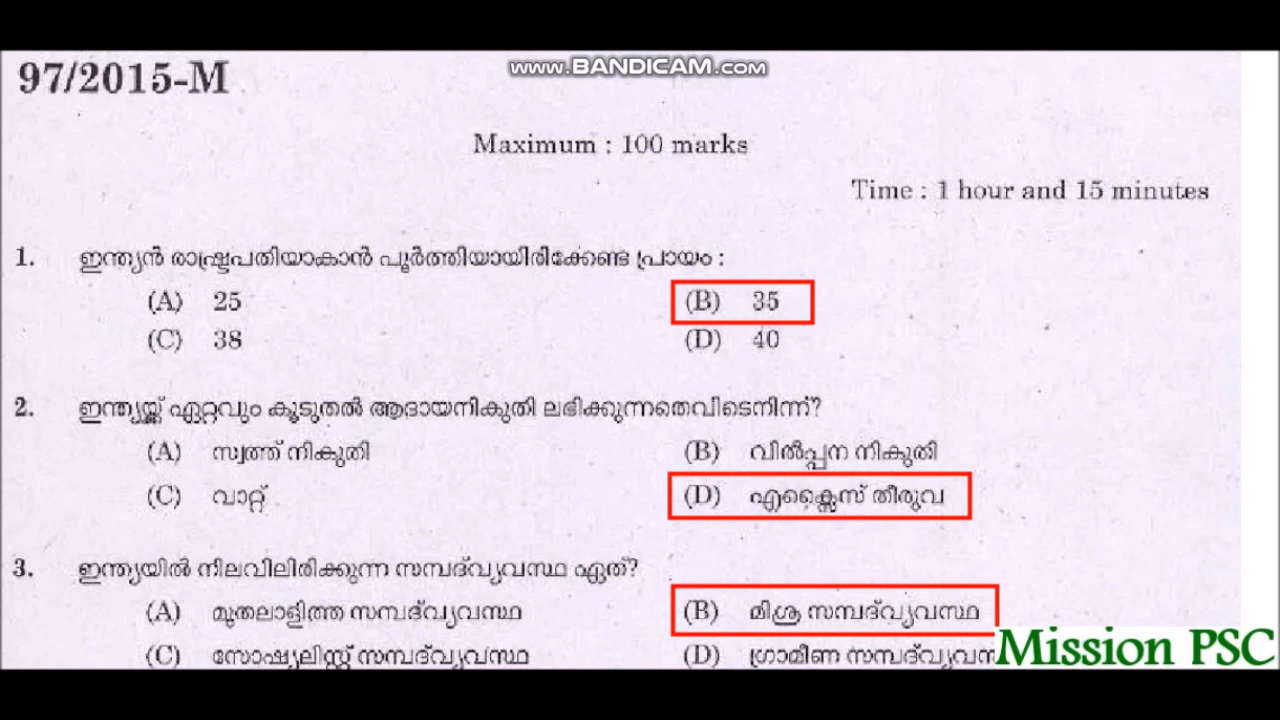 www.BANDICAM.com
97/2015-M
Maximum : 100 marks
Time : 1 hour and 15 minutes
1. ഇന്ത്യൻ രാഷ്ട്രപതിയാകാൻ പൂർത്തിയായിരിക്കേണ്ട പ്രായം :
(A) 25 (B) 35
(C) 38 (D) 40
2. ഇന്ത്യയ്ക്ക് ഏറ്റവും കൂടുതൽ ആദായനികുതി ലഭിക്കുന്നതെവിടെനിന്ന്?
(A) സ്വത്ത് നികുതി (B) വിൽപ്പന നികുതി
(C) വാറ്റ് (D) എക്സൈസ് തീരുവ
3. ഇന്ത്യയിൽ നിലവിലിരിക്കുന്ന സമ്പദ്‌വ്യവസ്ഥ ഏത്?
(A) മുതലാളിത്ത സമ്പദ്‌വ്യവസ്ഥ (B) മിശ്ര സമ്പദ്‌വ്യവസ്ഥ
(C) സോഷ്യലിസ്റ്റ് സമ്പദ്‌വ്യവസ്ഥ (D) ഗ്രാമീണ
Mission PSC